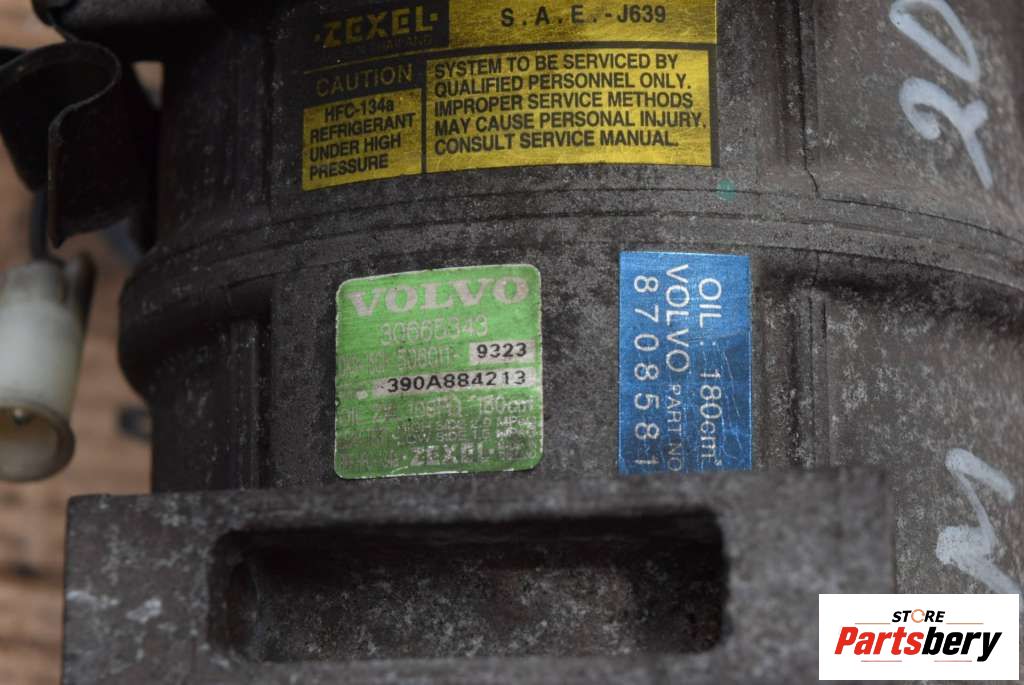 ·ZEXEL·
S.A.E.-J639
CAUTION
HFC-134a
REFRIGERANT
UNDER HIGH
PRESSURE
SYSTEM TO BE SERVICED BY
QUALIFIED PERSONNEL ONLY.
IMPROPER SERVICE METHODS
MAY CAUSE PERSONAL INJURY.
CONSULT SERVICE MANUAL.
20
VOLVO
9323
390A884213
OIL
·ZEXEL·
OIL: 180cm³
VOLVO PART NO
8708581
STORE
Partsbery